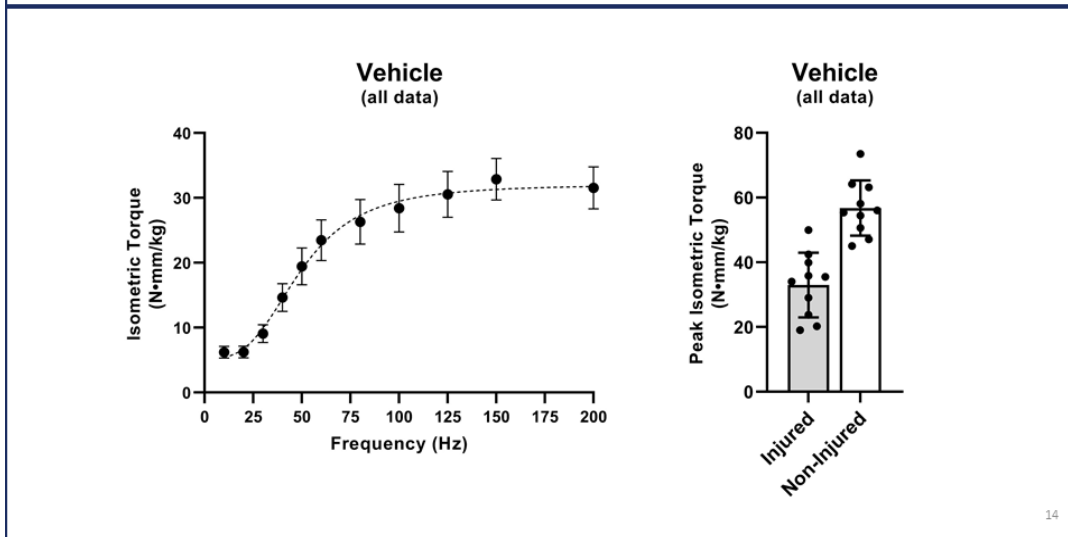 Vehicle
(all data)
Isometric Torque
(N•mm/kg)
40
30
20
10
0
0 25 50 75 100 125 150 175 200
Frequency (Hz)
Vehicle
(all data)
Peak Isometric Torque
(N•mm/kg)
80
60
40
20
0
Injured
Non-Injured
14